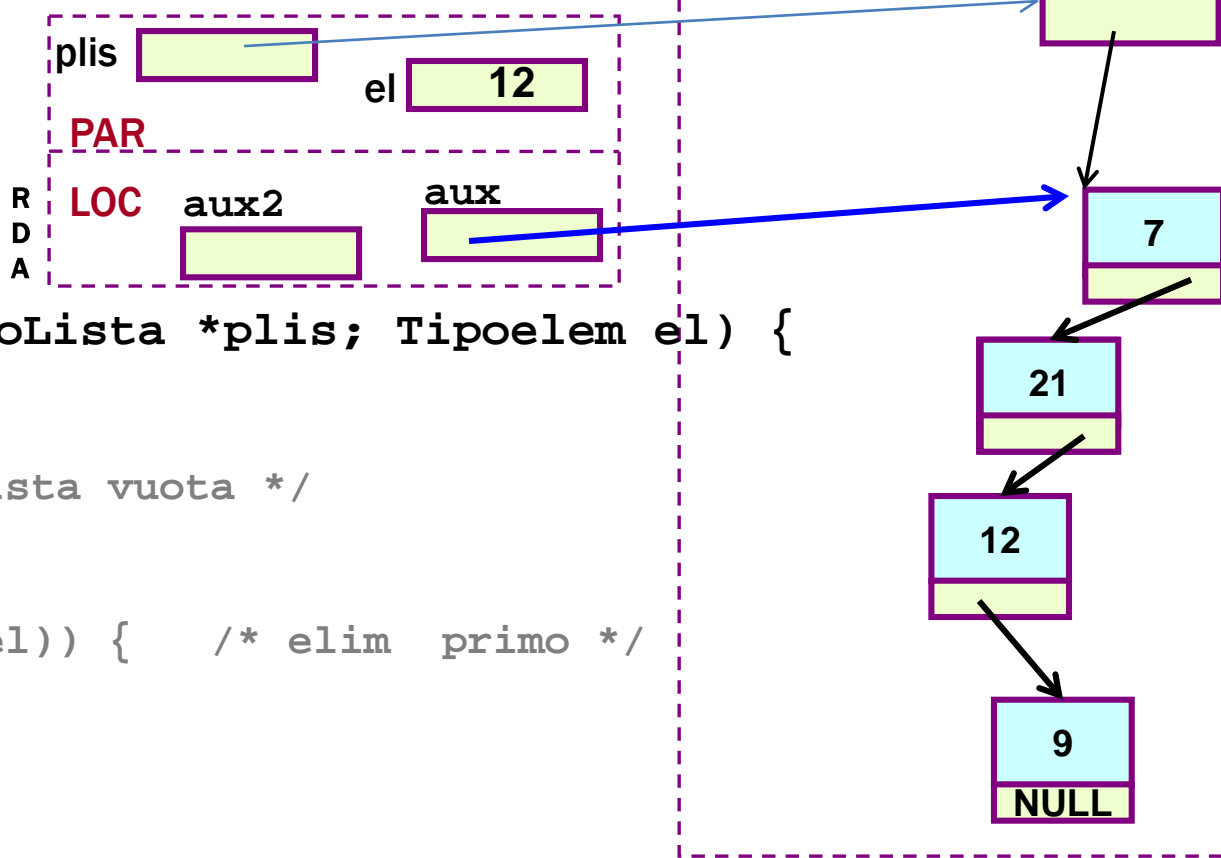 plis
el 12
PAR
R D A
LOC aux2 aux
7
oLista *plis; Tipoelem el) {
21
sta vuota */
12
el)) { /* elim primo */
9
NULL